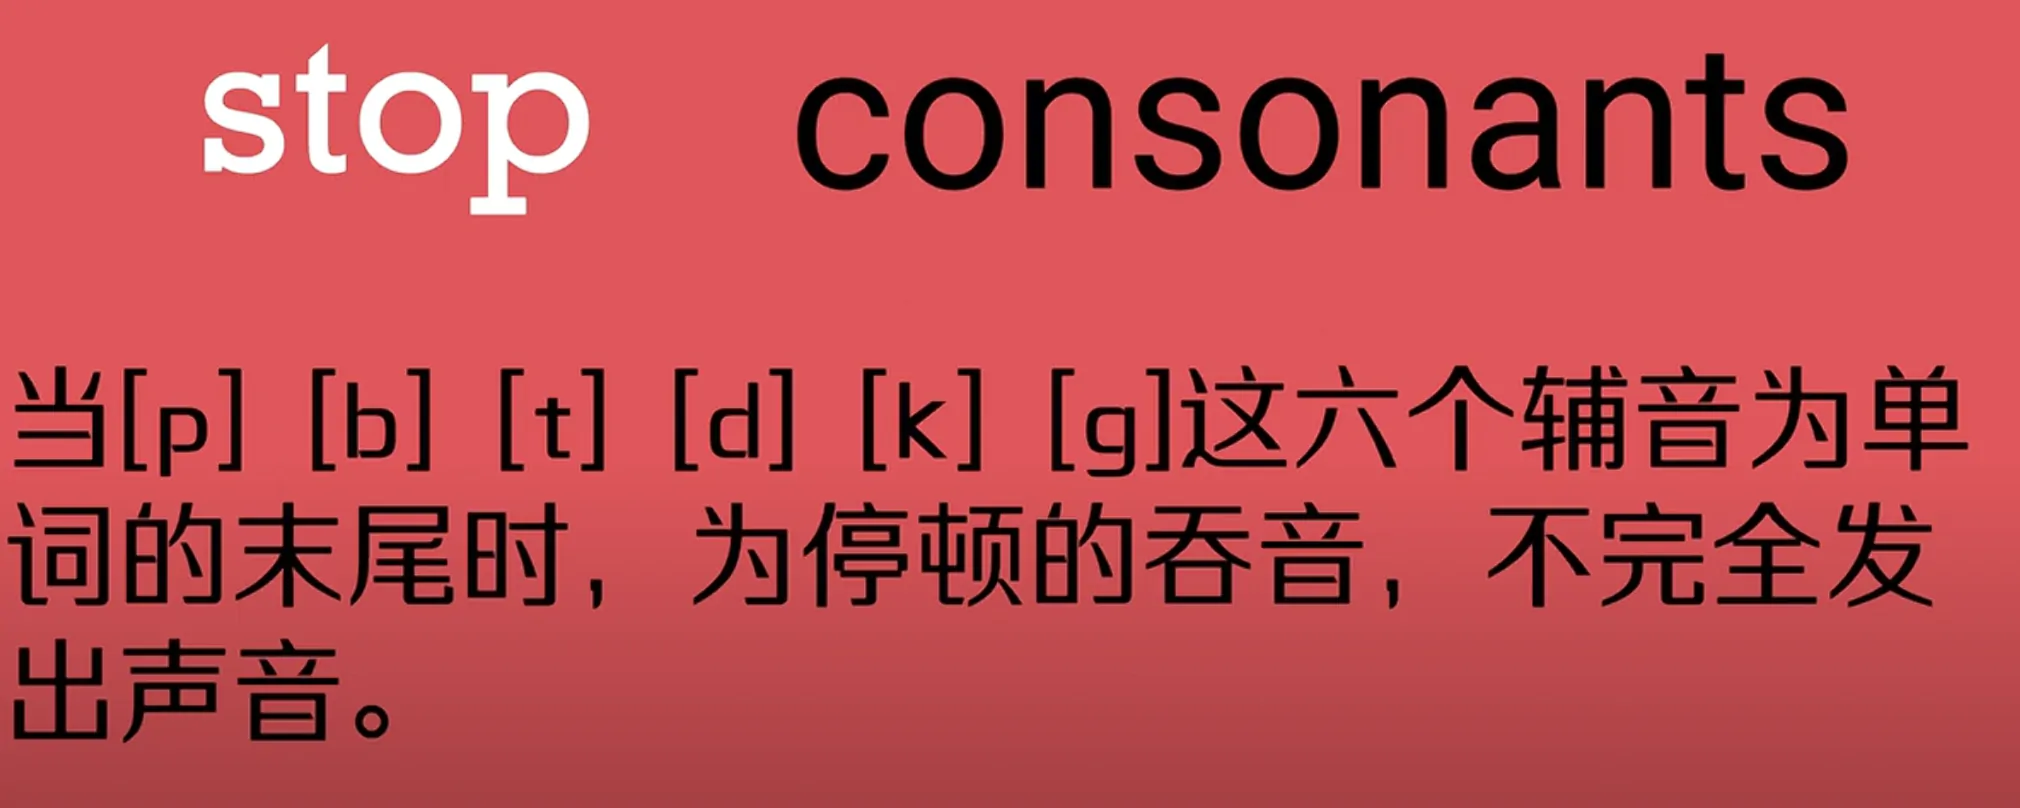 stop consonants
当[p] [b] [t] [d] [k] [g]这六个辅音为单
词的末尾时，为停顿的吞音，不完全发
出声音。